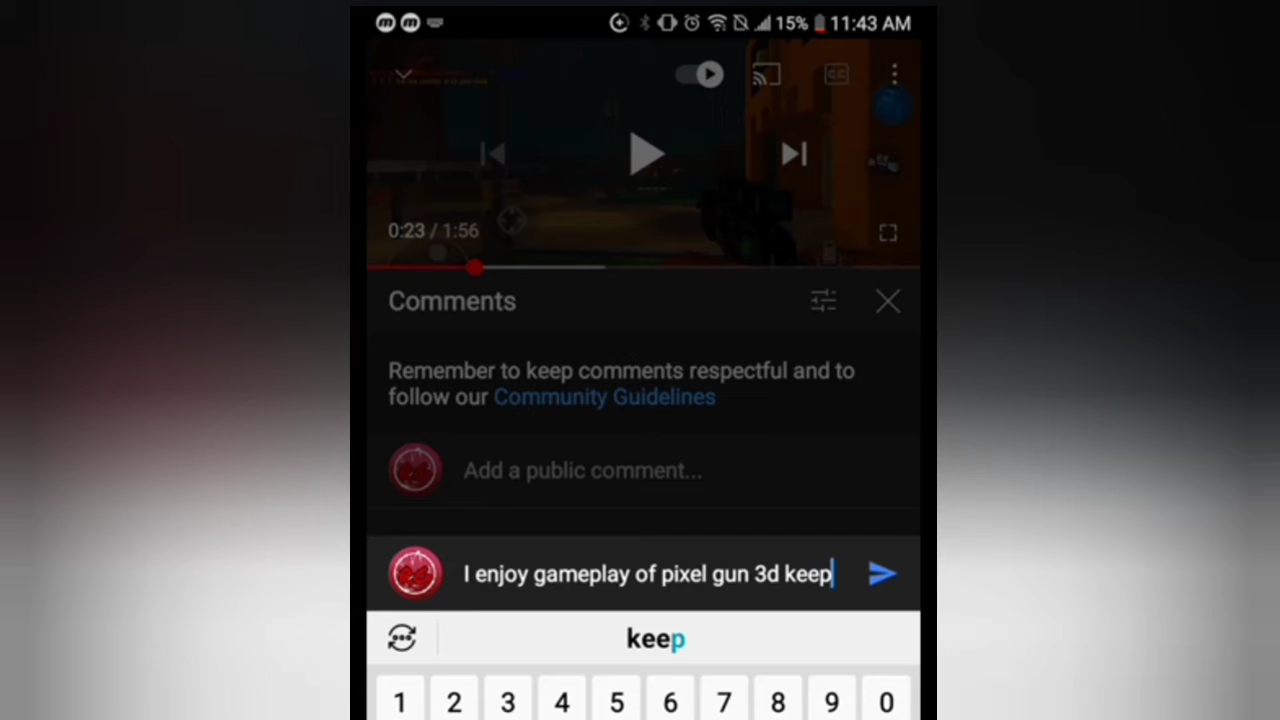 15% 11:43 AM
CC
0:23 / 1:56
Comments
Remember to keep comments respectful and to
follow our Community Guidelines
Add a public comment...
I enjoy gameplay of pixel gun 3d keep
keep
1 2 3 4 5 6 7 8 9 0